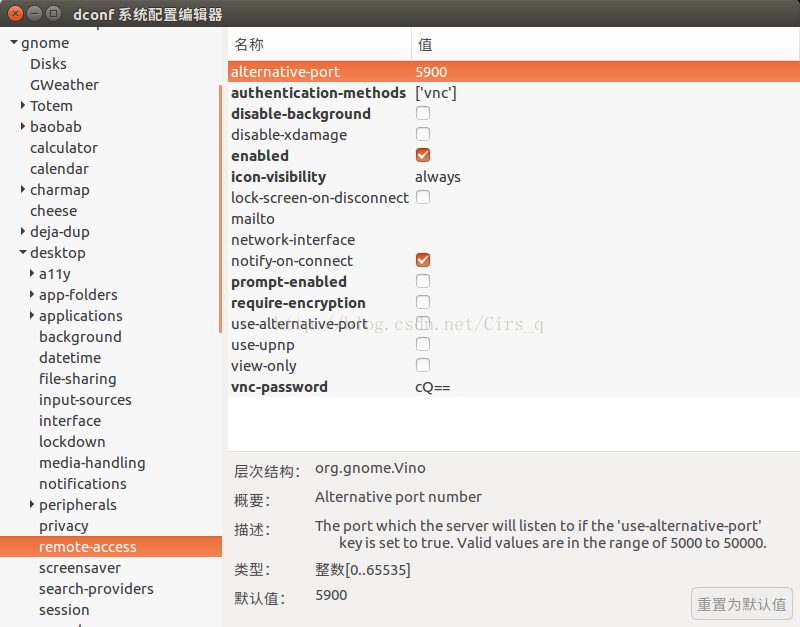 dconf 系统配置编辑器
gnome
Disks
GWeather
Totem
baobab
calculator
calendar
charmap
cheese
deja-dup
desktop
a11y
app-folders
applications
background
datetime
file-sharing
input-sources
interface
lockdown
media-handling
notifications
peripherals
privacy
remote-access
screensaver
search-providers
session
名称 值
alternative-port 5900
authentication-methods ['vnc']
disable-background
disable-xdamage
enabled
icon-visibility always
lock-screen-on-disconnect
mailto
network-interface
notify-on-connect
prompt-enabled
require-encryption
use-alternative-port
http://blog.csdn.net/Cirs_q
use-upnp
view-only
vnc-password cQ==
层次结构： org.gnome.Vino
概要： Alternative port number
描述： The port which the server will listen to if the 'use-alternative-port'
key is set to true. Valid values are in the range of 5000 to 50000.
类型： 整数[0..65535]
默认值： 5900
重置为默认值